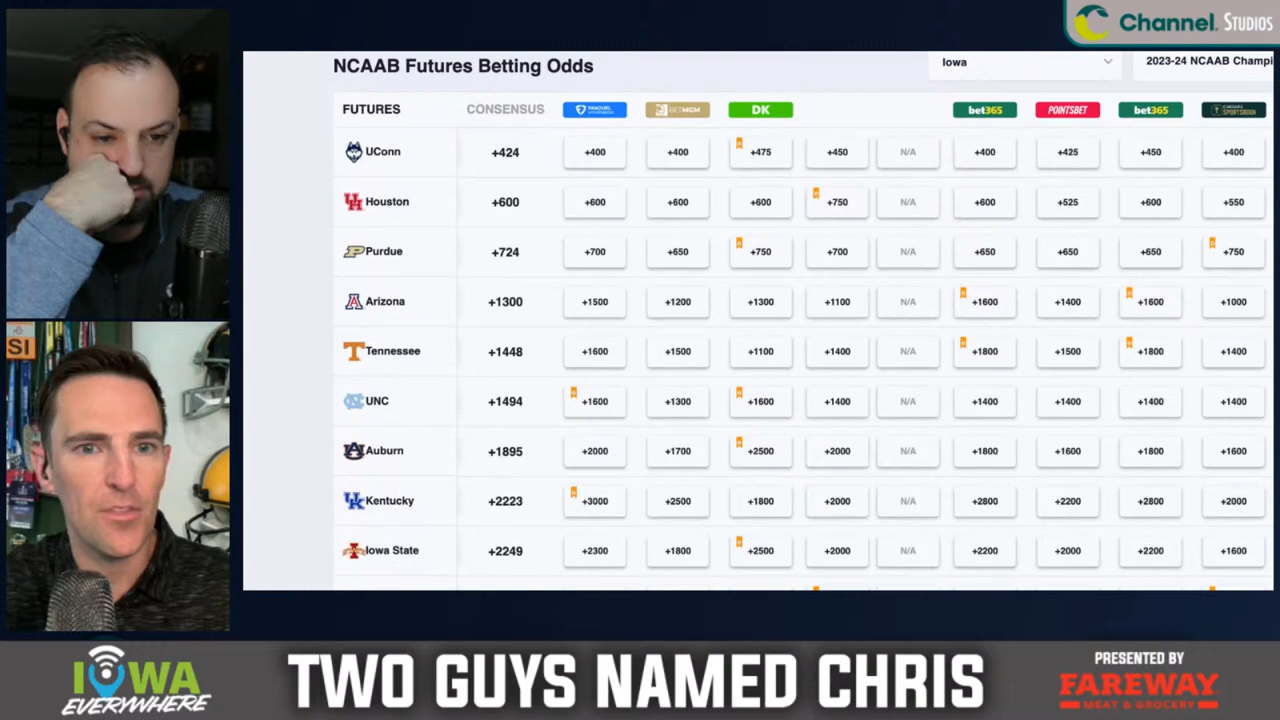 Channel. STUDIOS
NCAAB Futures Betting Odds
Iowa
2023-24 NCAAB Champi
FUTURES CONSENSUS FANDUEL BETMGM DK bet365 POINTSBET bet365 CAESARS SPORTSBOOK
UConn +424 +400 +400 +475 +450 N/A +400 +425 +450 +400
Houston +600 +600 +600 +600 +750 N/A +600 +525 +600 +550
Purdue +724 +700 +650 +750 +700 N/A +650 +650 +650 +750
Arizona +1300 +1500 +1200 +1300 +1100 N/A +1600 +1400 +1600 +1000
Tennessee +1448 +1600 +1500 +1100 +1400 N/A +1800 +1500 +1800 +1400
UNC +1494 +1600 +1300 +1600 +1400 N/A +1400 +1400 +1400 +1400
Auburn +1895 +2000 +1700 +2500 +2000 N/A +1800 +1600 +1800 +1600
Kentucky +2223 +3000 +2500 +1800 +2000 N/A +2800 +2200 +2800 +2000
Iowa State +2249 +2300 +1800 +2500 +2000 N/A +2200 +2000 +2200 +1600
SI
IOWA
EVERYWHERE
TWO GUYS NAMED CHRIS
PRESENTED BY
FAREWAY
MEAT & GROCERY